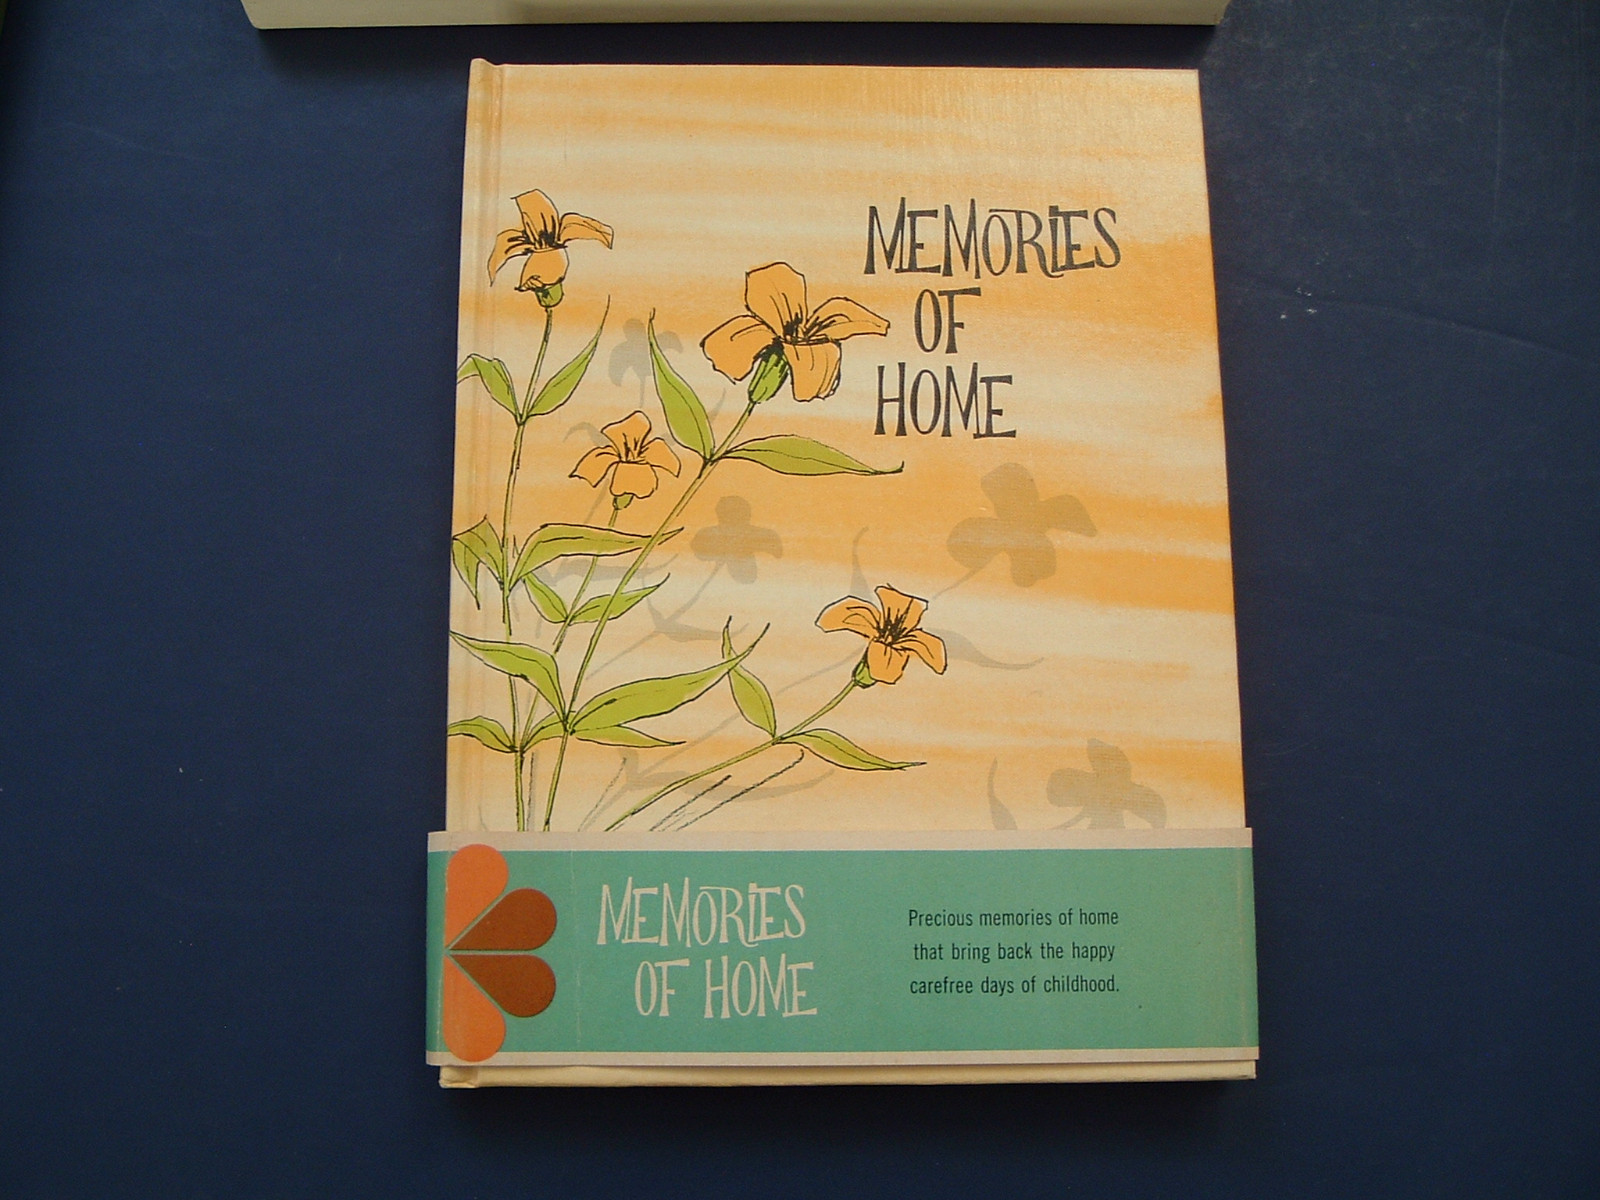 MEMORIES
OF
HOME
MEMORIES
OF HOME
Precious memories of home
that bring back the happy
carefree days of childhood.